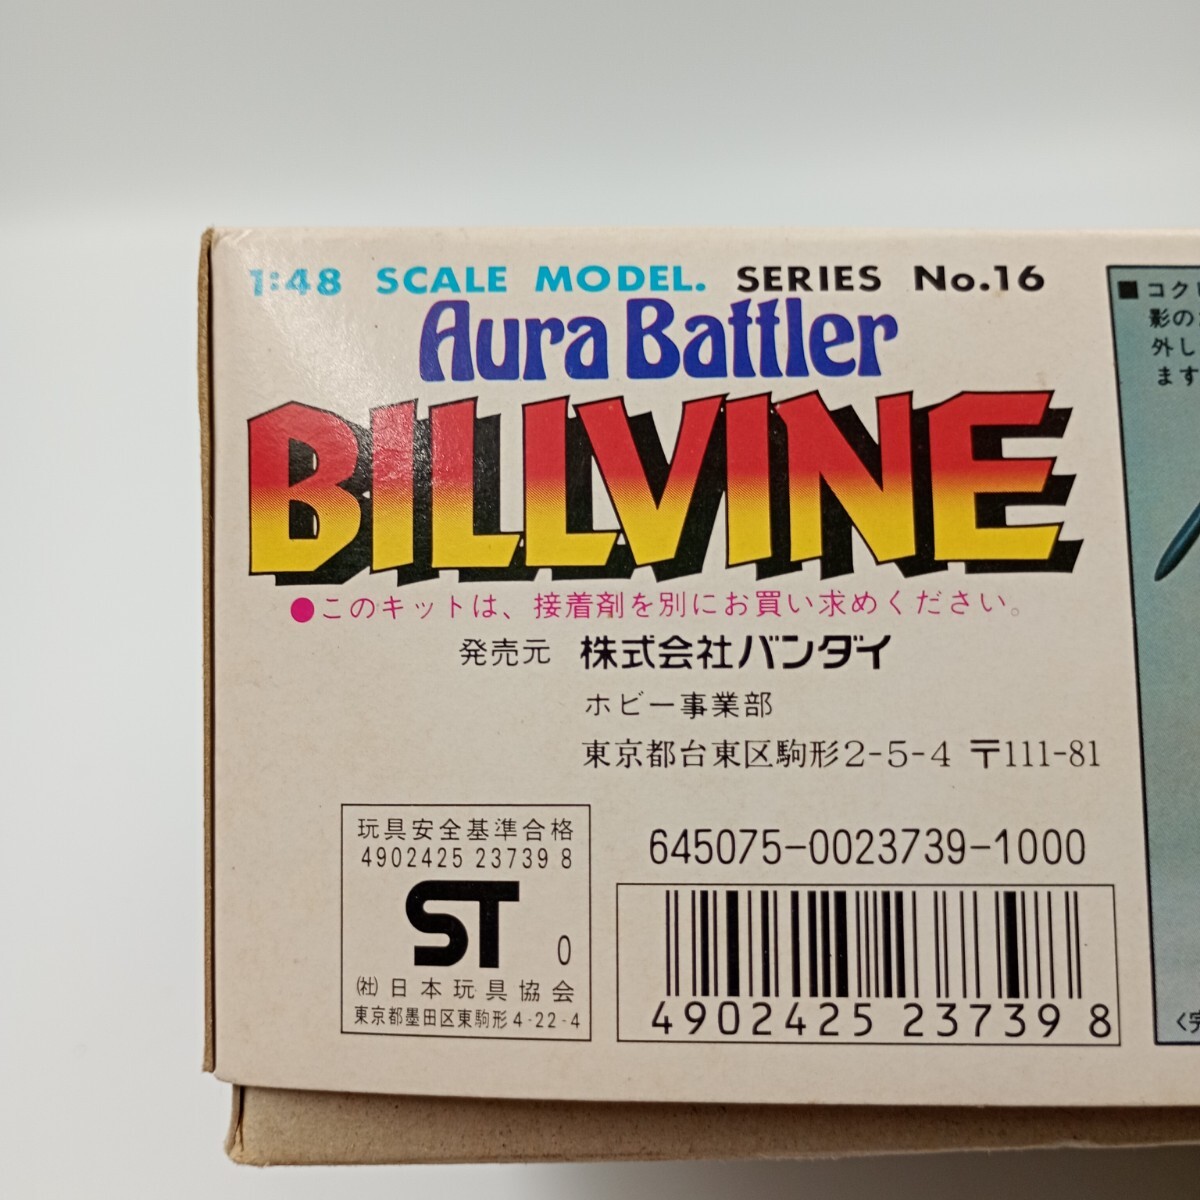 1:48 SCALE MODEL. SERIES No.16
Aura Battler
BILLVINE
●このキットは、接着剤を別にお買い求めください。
発売元 株式会社バンダイ
ホビー事業部
東京都台東区駒形2-5-4 〒111-81
玩具安全基準合格
4902425 23739 8
ST 0
(社)日本玩具協会
東京都墨田区東駒形4-22-4
645075-0023739-1000
4902425 23739 8
■コク
影の
外し
ます